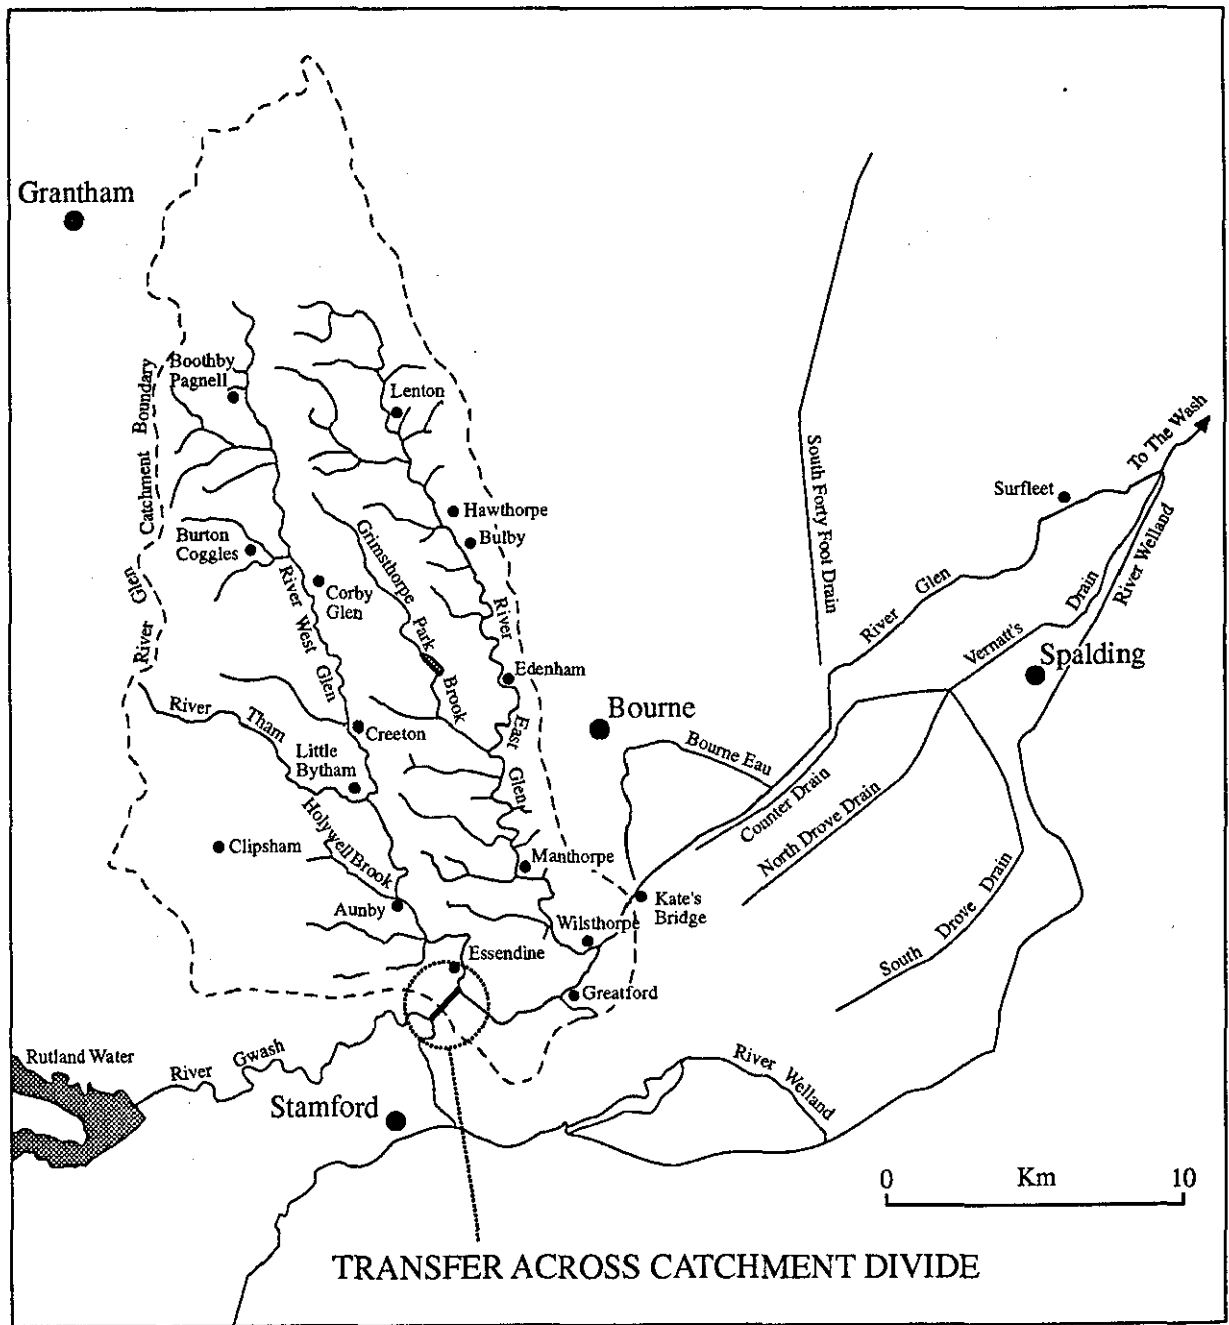 Grantham
Boothby
Pagnell
Lenton
River Glen Catchment Boundary
To The Wash
South Forty Foot Drain
Surfleet
Hawthorpe
Bulby
Burton
Coggles
Grimsthorpe Park Brook
Corby
Glen
River West Glen
River East Glen
River Glen
Vernatt's Drain
River Welland
Spalding
Edenham
Bourne
River Tham
Creeton
Little
Bytham
Bourne Eau
Counter Drain
North Drove Drain
Holywell Brook
Clipsham
Manthorpe
Aunby
Kate's
Bridge
Wilsthorpe
South Drove Drain
Essendine
Greatford
Rutland Water
River Gwash
River Welland
Stamford
0 Km 10
TRANSFER ACROSS CATCHMENT DIVIDE